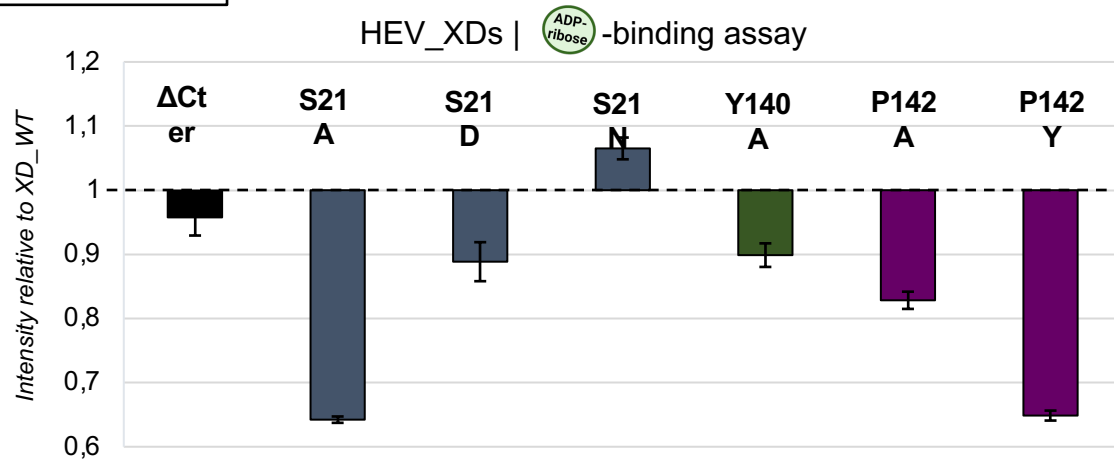 HEV_XDs | ADP-ribose -binding assay
1,2
1,1
1
0,9
0,8
0,7
0,6
Intensity relative to XD_WT
ΔCt
er
S21
A
S21
D
S21
N
Y140
A
P142
A
P142
Y